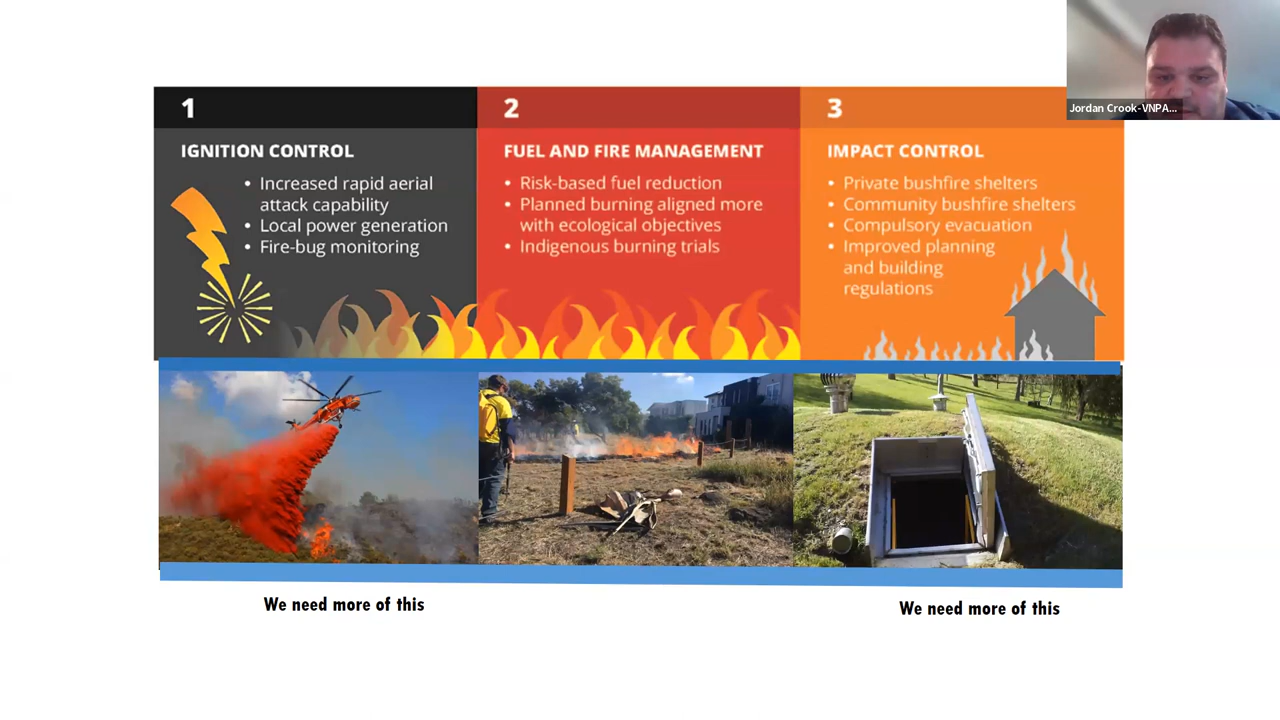 Jordan Crook-VNPA...
1
IGNITION CONTROL
• Increased rapid aerial
attack capability
• Local power generation
• Fire-bug monitoring
2
FUEL AND FIRE MANAGEMENT
• Risk-based fuel reduction
• Planned burning aligned more
with ecological objectives
• Indigenous burning trials
3
IMPACT CONTROL
• Private bushfire shelters
• Community bushfire shelters
• Compulsory evacuation
• Improved planning
and building
regulations
We need more of this
We need more of this